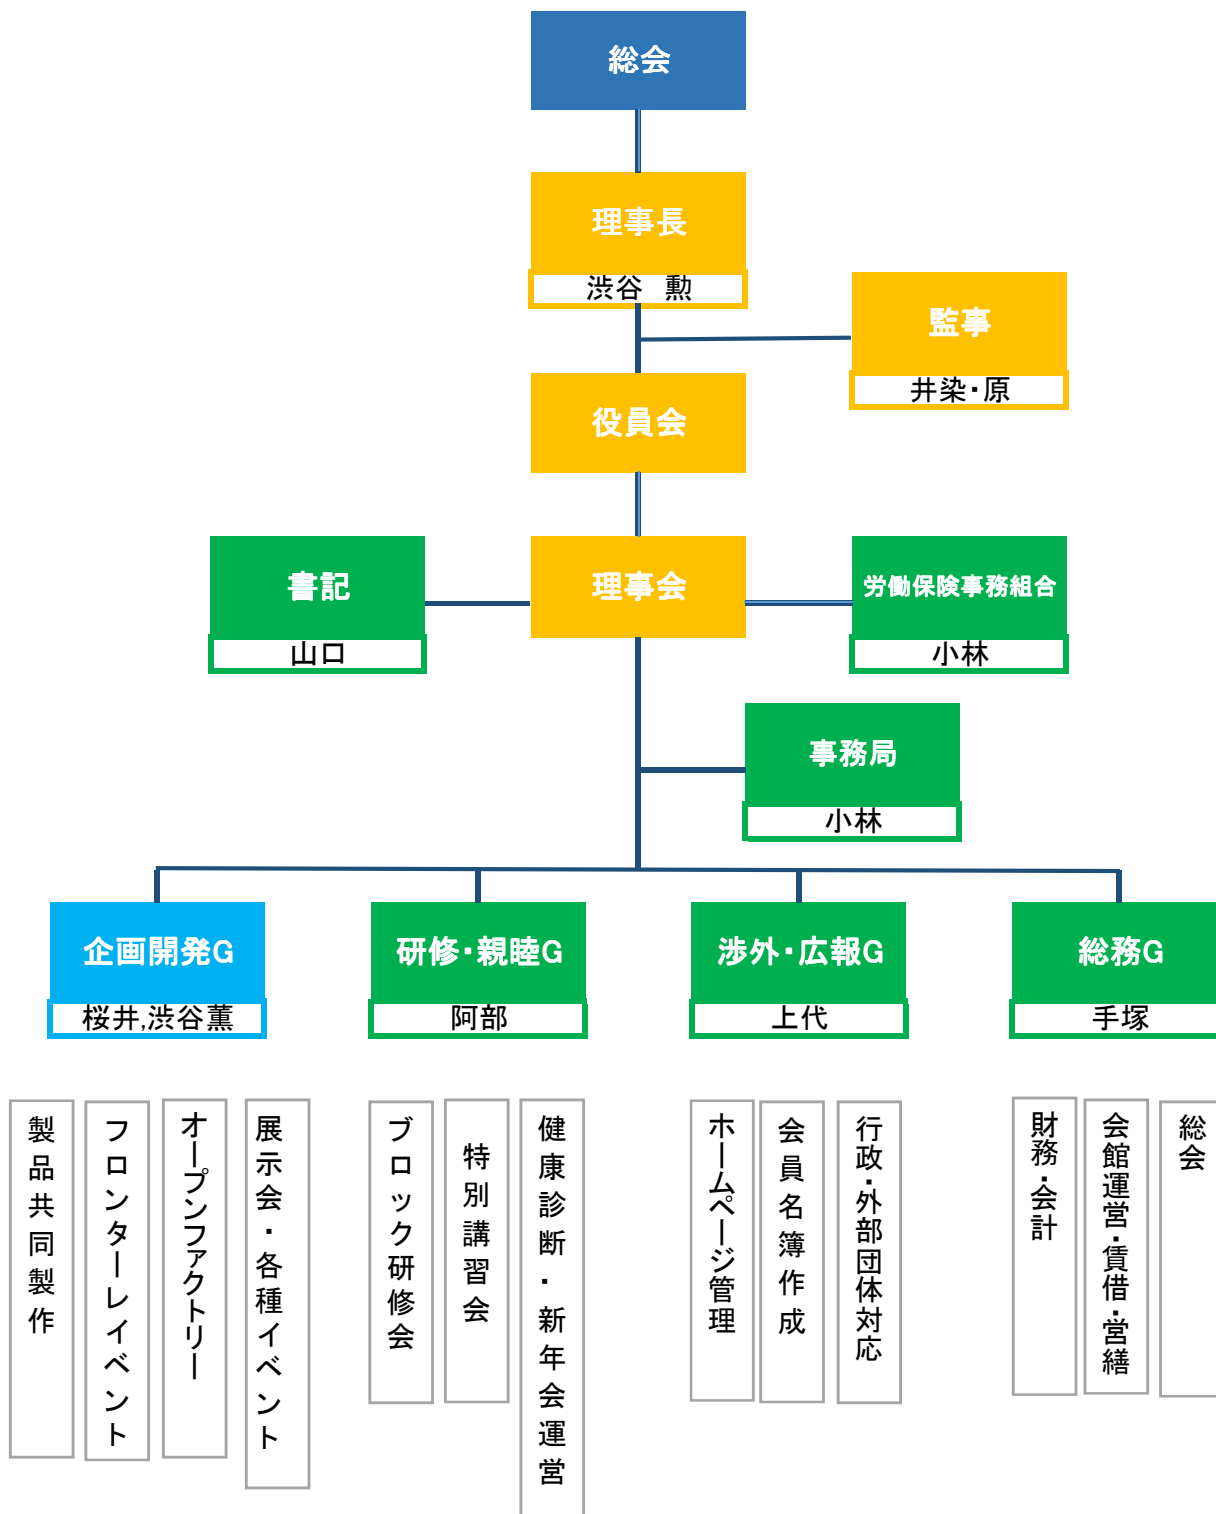 総会
理事長
渋谷　勲
監事
井染・原
役員会
書記
山口
理事会
労働保険事務組合
小林
事務局
小林
企画開発G
桜井,渋谷薫
研修・親睦G
阿部
渉外・広報G
上代
総務G
手塚
製品共同製作
フロンターレイベント
オープンファクトリー
展示会・各種イベント
ブロック研修会
特別講習会
健康診断・新年会運営
ホームページ管理
会員名簿作成
行政・外部団体対応
財務・会計
会館運営・賃借・営繕
総会